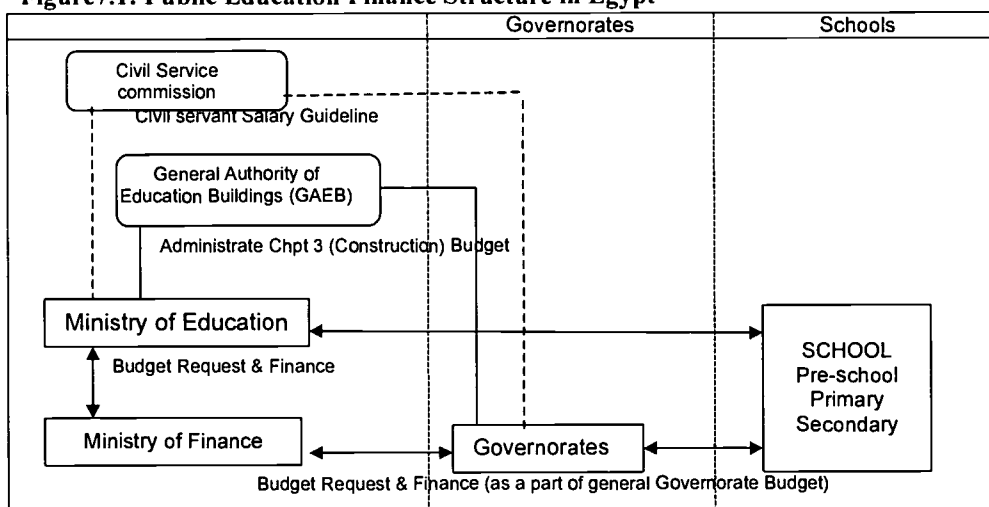 Figure7.1: Public Education Finance Structure in Egypt
Governorates
Schools
Civil Service
commission
Civil servant Salary Guideline
General Authority of
Education Buildings (GAEB)
Administrate Chpt 3 (Construction) Budget
Ministry of Education
Budget Request & Finance
Ministry of Finance
Governorates
SCHOOL
Pre-school
Primary
Secondary
Budget Request & Finance (as a part of general Governorate Budget)